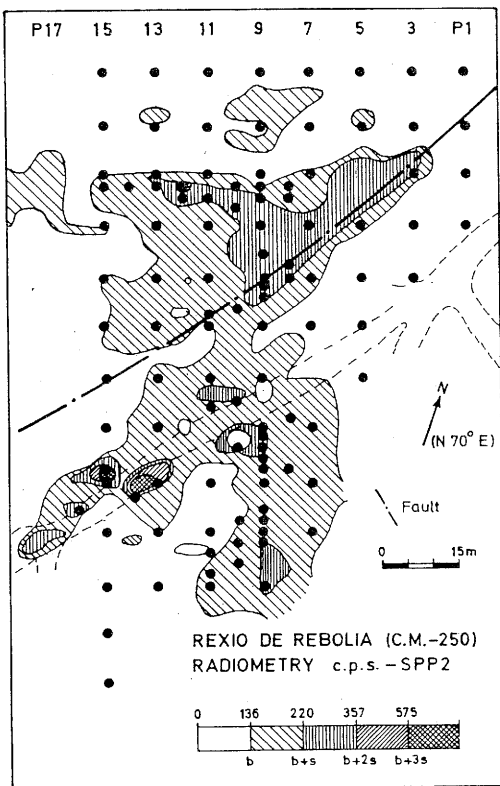 P17 15 13 11 9 7 5 3 P1
N
(N 70° E)
Fault
0 15m
REXIO DE REBOLIA (C.M.-250)
RADIOMETRY c.p.s. - SPP2
0 136 220 357 575
b b+s b+2s b+3s